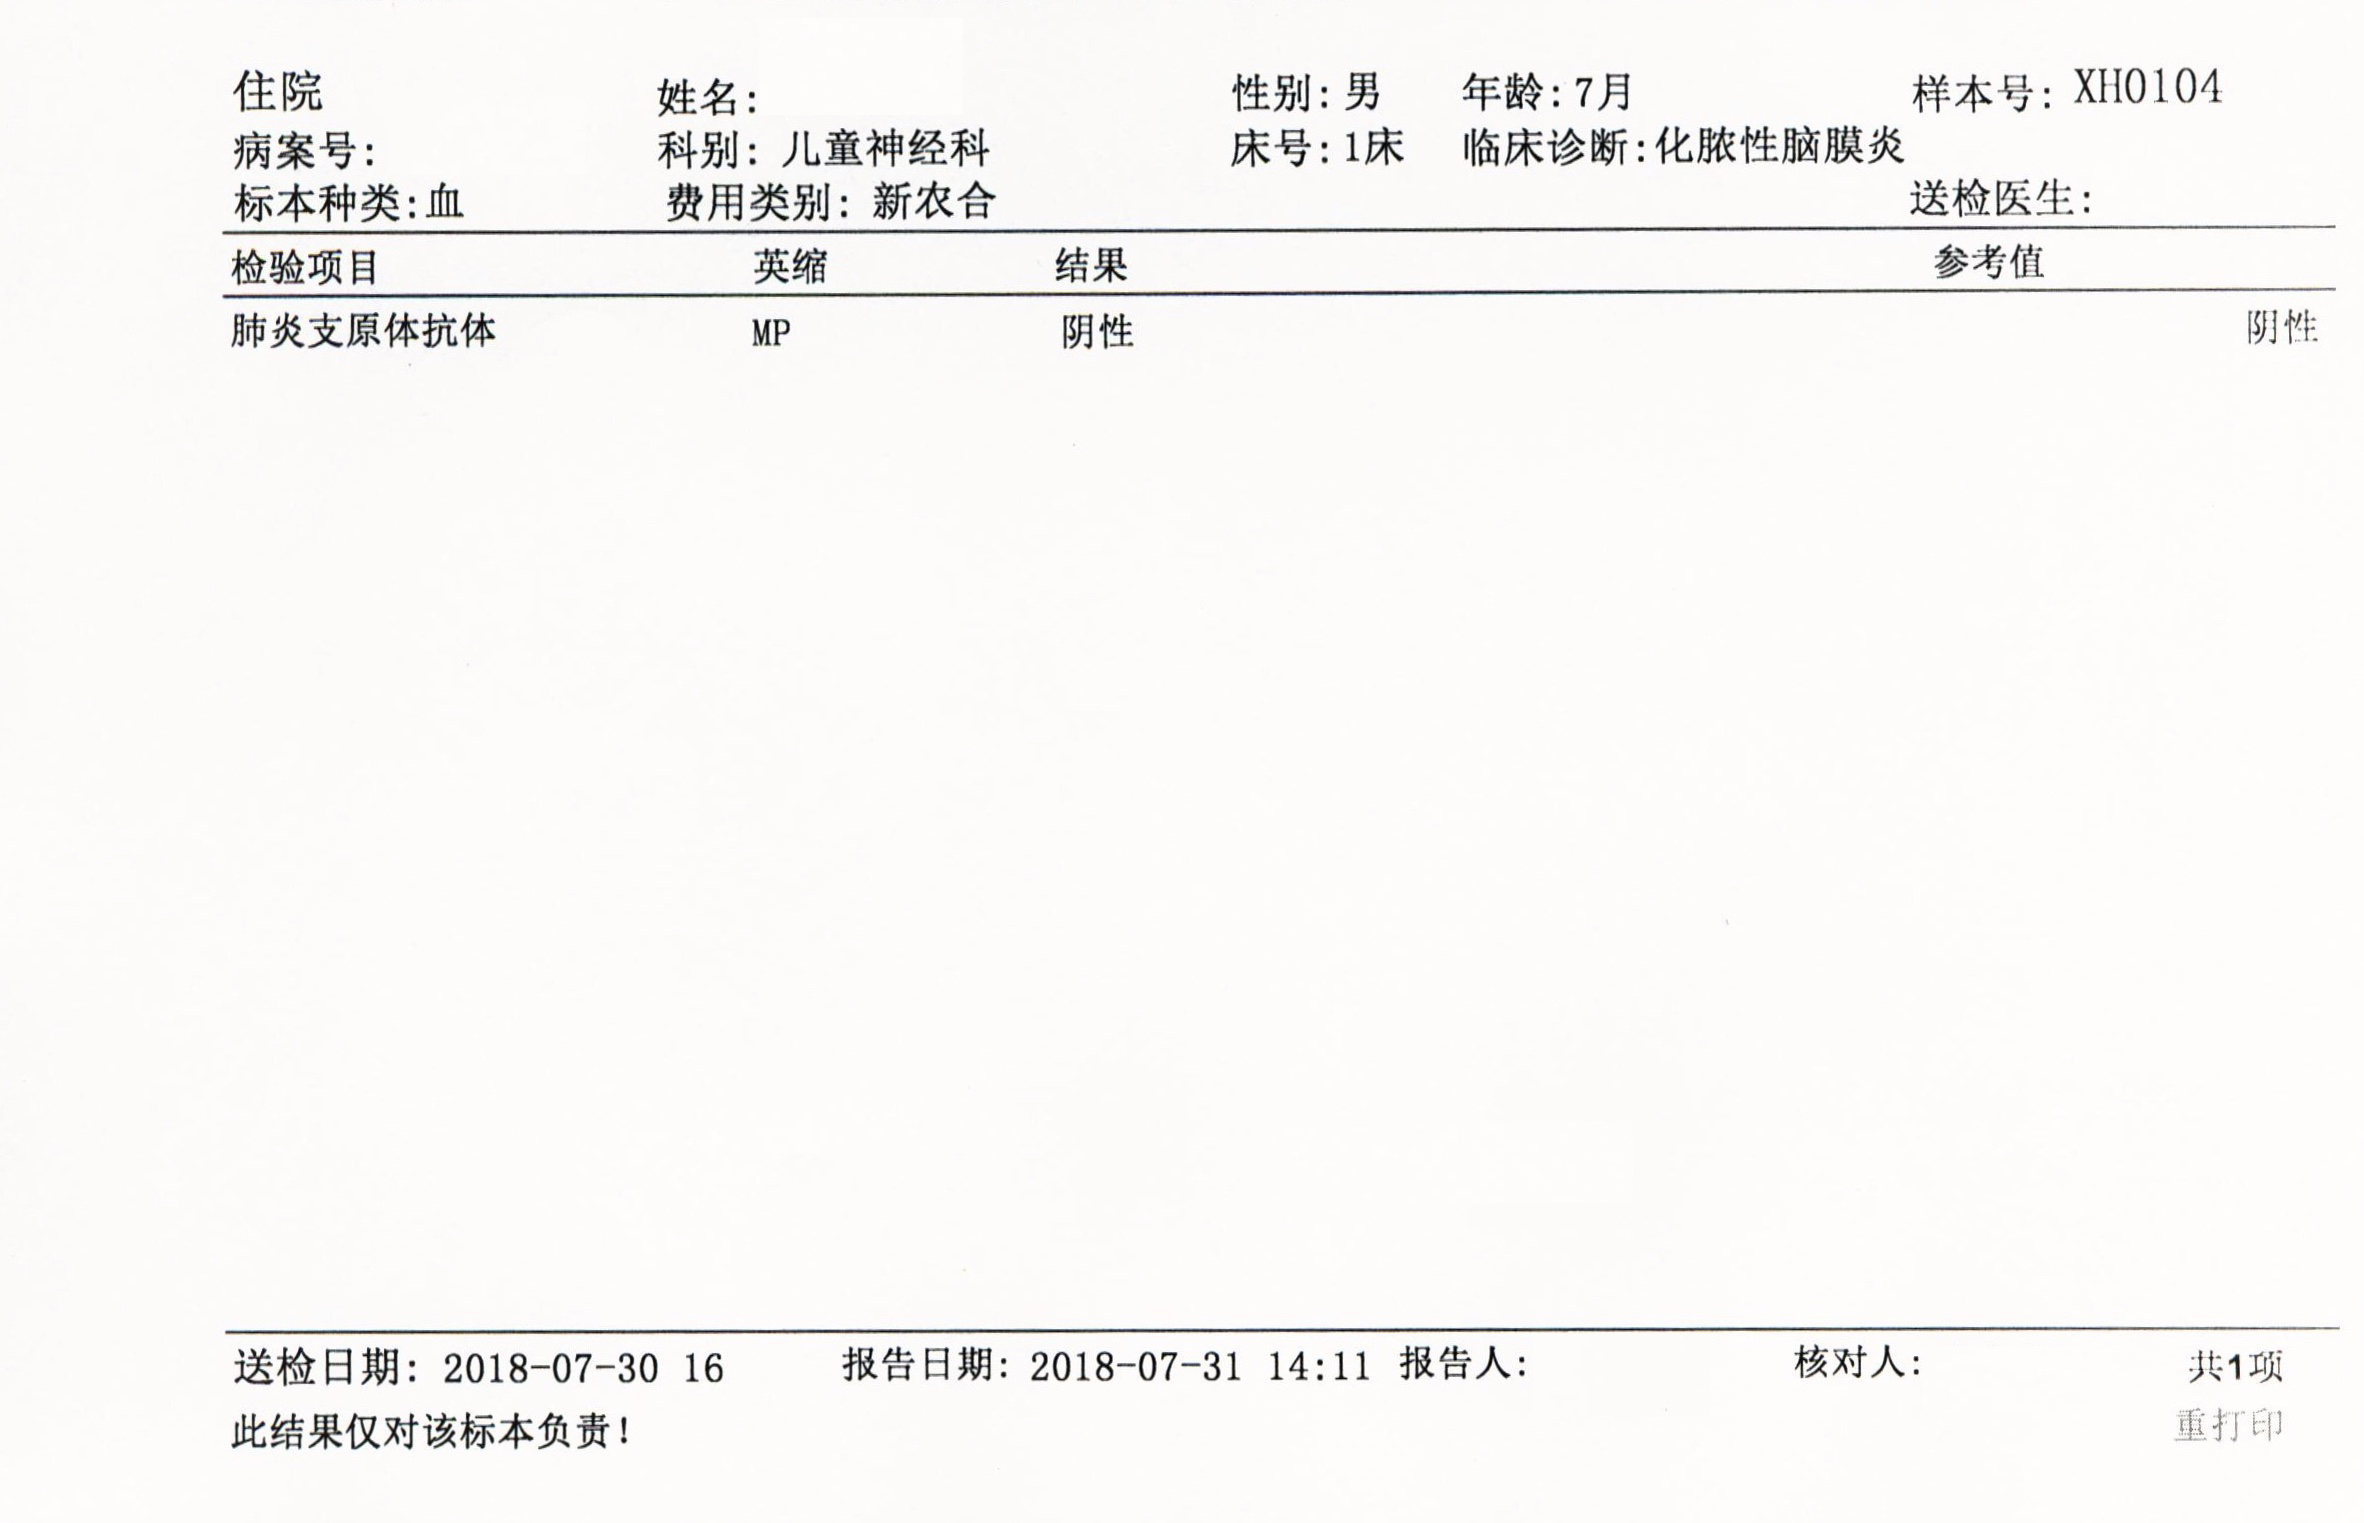 住院 姓名: 性别:男 年龄:7月 样本号: XH0104
病案号: 科别: 儿童神经科 床号:1床 临床诊断:化脓性脑膜炎
标本种类:血 费用类别: 新农合 送检医生:
检验项目 英缩 结果 参考值
肺炎支原体抗体 MP 阴性 阴性
送检日期: 2018-07-30 16 报告日期: 2018-07-31 14:11 报告人: 核对人: 共1项
此结果仅对该标本负责! 重打印